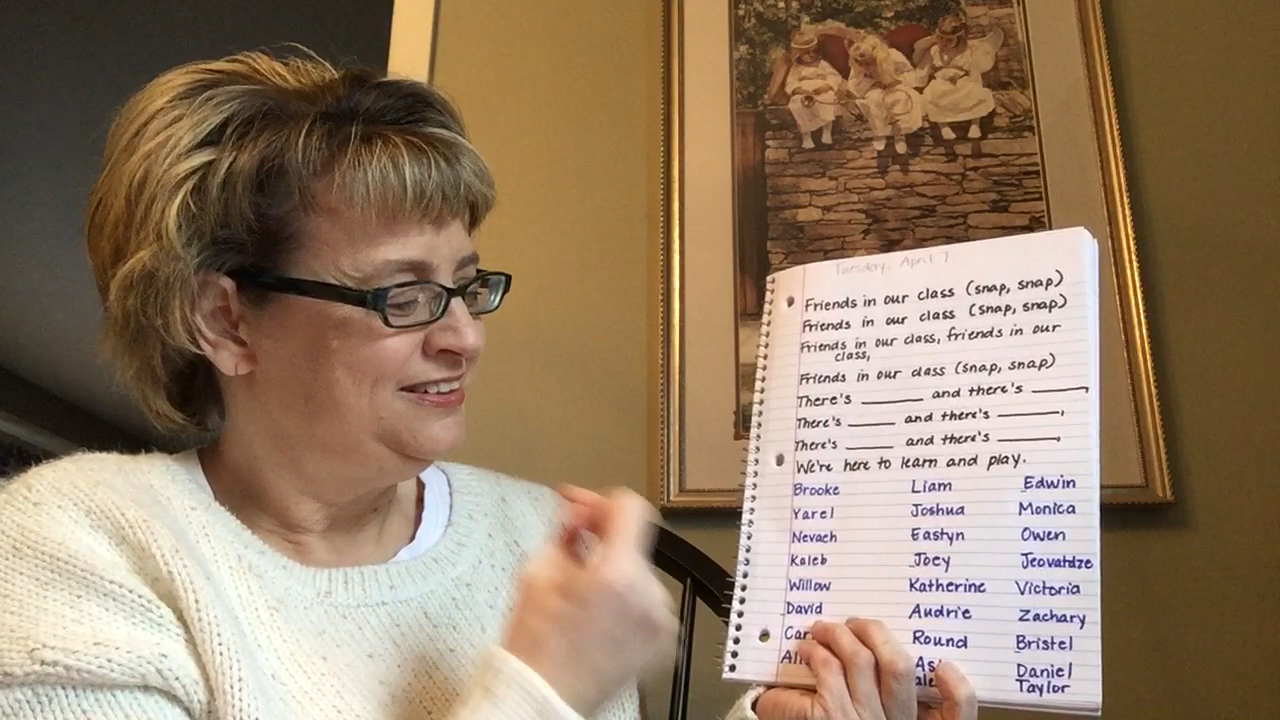 Tuesday, April 7
Friends in our class (snap, snap)
Friends in our class (snap, snap)
Friends in our class, friends in our
class,
Friends in our class (snap, snap)
There's ______ and there's ______,
There's ______ and there's ______,
There's ______ and there's ______,
We're here to learn and play.
Brooke Liam Edwin
Yarel Joshua Monica
Nevaeh Eastyn Owen
Kaleb Joey
Willow Katherine Victoria
David Audrie Zachary
Round Bristel
Daniel
Taylor